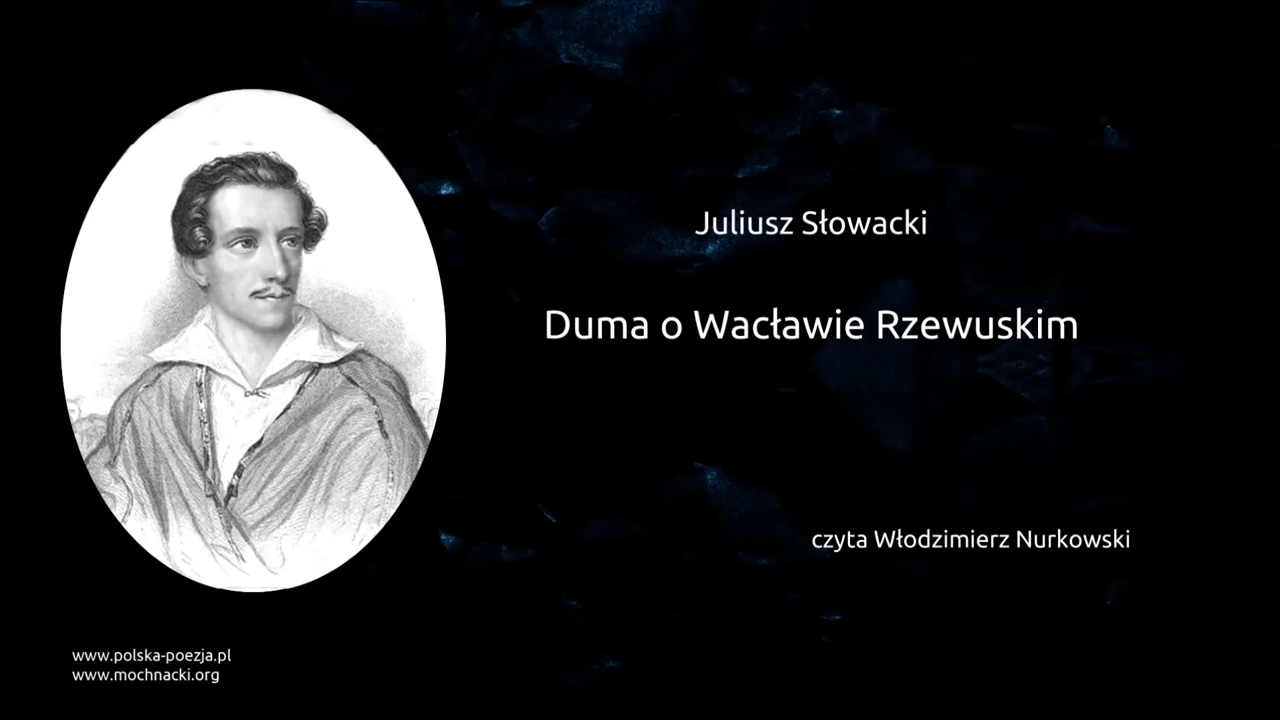 Juliusz Słowacki
Duma o Wacławie Rzewuskim
czyta Włodzimierz Nurkowski
www.polska-poezja.pl
www.mochnacki.org